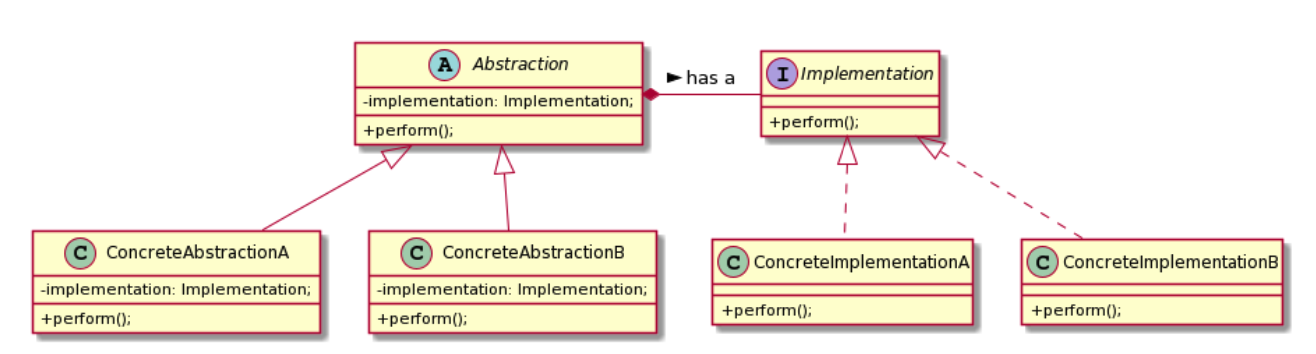 A Abstraction
-implementation: Implementation;
+perform();
► has a
I Implementation
+perform();
C ConcreteAbstractionA
-implementation: Implementation;
+perform();
C ConcreteAbstractionB
-implementation: Implementation;
+perform();
C ConcreteImplementationA
+perform();
C ConcreteImplementationB
+perform();